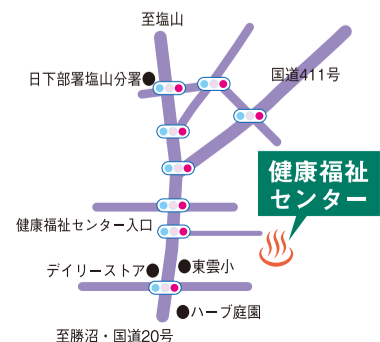 至塩山
日下部署塩山分署
国道411号
健康福祉
センター
健康福祉センター入口
デイリーストア
東雲小
ハーブ庭園
至勝沼・国道20号